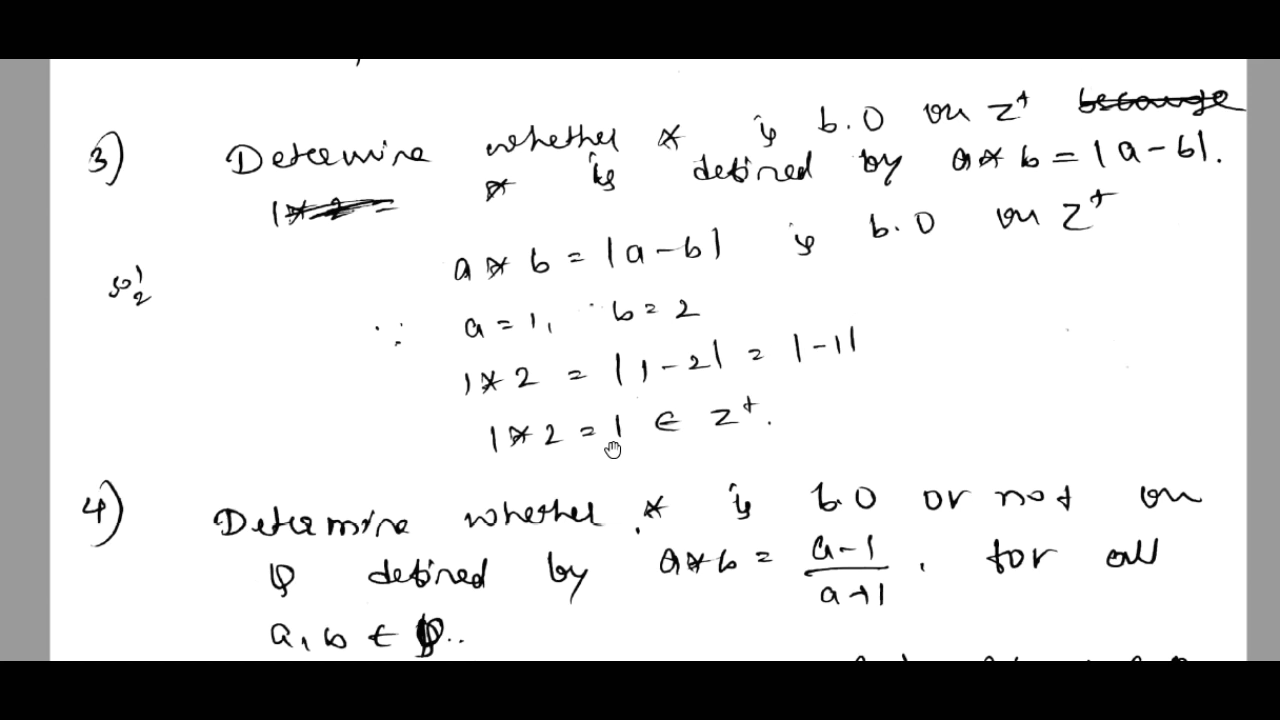 3) Determine whether * is b.O on Z⁺
* is defined by a * b = |a - b|.
Sol a * b = |a - b| is b.O on Z⁺
∵ a = 1, b = 2
1 * 2 = |1 - 2| = |-1|
1 * 2 = 1 ∈ Z⁺.
4) Determine whether * is b.O or not on
Q defined by a * b = (a-1)/(a+1). for all
a, b ∈ Q..